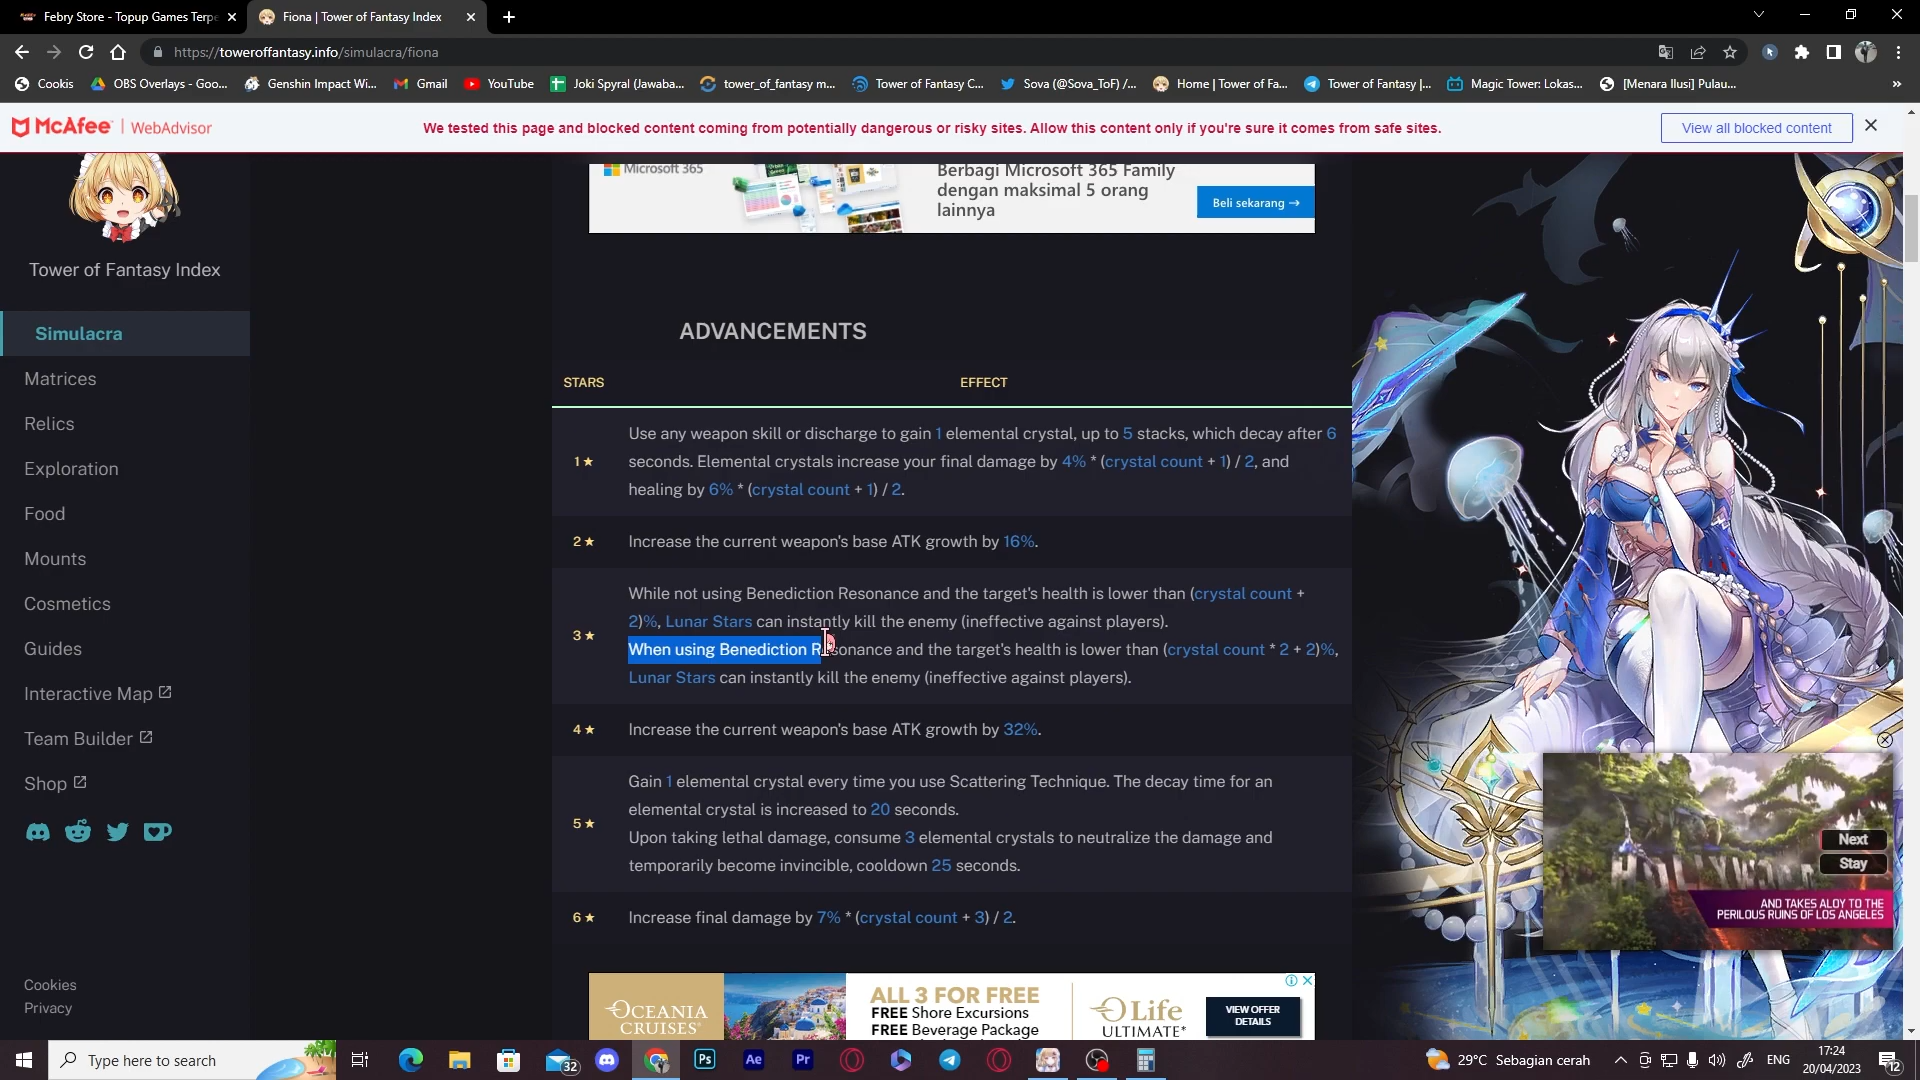 Febry Store - Topup Games Terpe
Fiona | Tower of Fantasy Index
https://toweroffantasy.info/simulacra/fiona
Cookis
OBS Overlays - Goo...
Genshin Impact Wi...
Gmail
YouTube
Joki Spyral (Jawaba...
tower_of_fantasy m...
Tower of Fantasy C...
Sova (@Sova_ToF) /...
Home | Tower of Fa...
Tower of Fantasy |...
Magic Tower: Lokas...
[Menara Ilusi] Pulau...
McAfee | WebAdvisor
We tested this page and blocked content coming from potentially dangerous or risky sites. Allow this content only if you're sure it comes from safe sites.
View all blocked content
Tower of Fantasy Index
Simulacra
Matrices
Relics
Exploration
Food
Mounts
Cosmetics
Guides
Interactive Map
Team Builder
Shop
Cookies
Privacy
Microsoft 365
Berbagi Microsoft 365 Family
dengan maksimal 5 orang
lainnya
Beli sekarang →
ADVANCEMENTS
STARS EFFECT
1 ★
Use any weapon skill or discharge to gain 1 elemental crystal, up to 5 stacks, which decay after 6
seconds. Elemental crystals increase your final damage by 4% * (crystal count + 1) / 2, and
healing by 6% * (crystal count + 1) / 2.
2 ★ Increase the current weapon's base ATK growth by 16%.
3 ★
While not using Benediction Resonance and the target's health is lower than (crystal count +
2)%, Lunar Stars can instantly kill the enemy (ineffective against players).
When using Benediction Resonance and the target's health is lower than (crystal count * 2 + 2)%,
Lunar Stars can instantly kill the enemy (ineffective against players).
4 ★ Increase the current weapon's base ATK growth by 32%.
5 ★
Gain 1 elemental crystal every time you use Scattering Technique. The decay time for an
elemental crystal is increased to 20 seconds.
Upon taking lethal damage, consume 3 elemental crystals to neutralize the damage and
temporarily become invincible, cooldown 25 seconds.
6 ★ Increase final damage by 7% * (crystal count + 3) / 2.
Next
Stay
AND TAKES ALOY TO THE
PERILOUS RUINS OF LOS ANGELES
OCEANIA
CRUISES®
ALL 3 FOR FREE
FREE Shore Excursions
FREE Beverage Package
O Life
ULTIMATE*
VIEW OFFER
DETAILS
Type here to search
32
Ps
Ae
Pr
29°C Sebagian cerah
ENG
17:24
20/04/2023
12